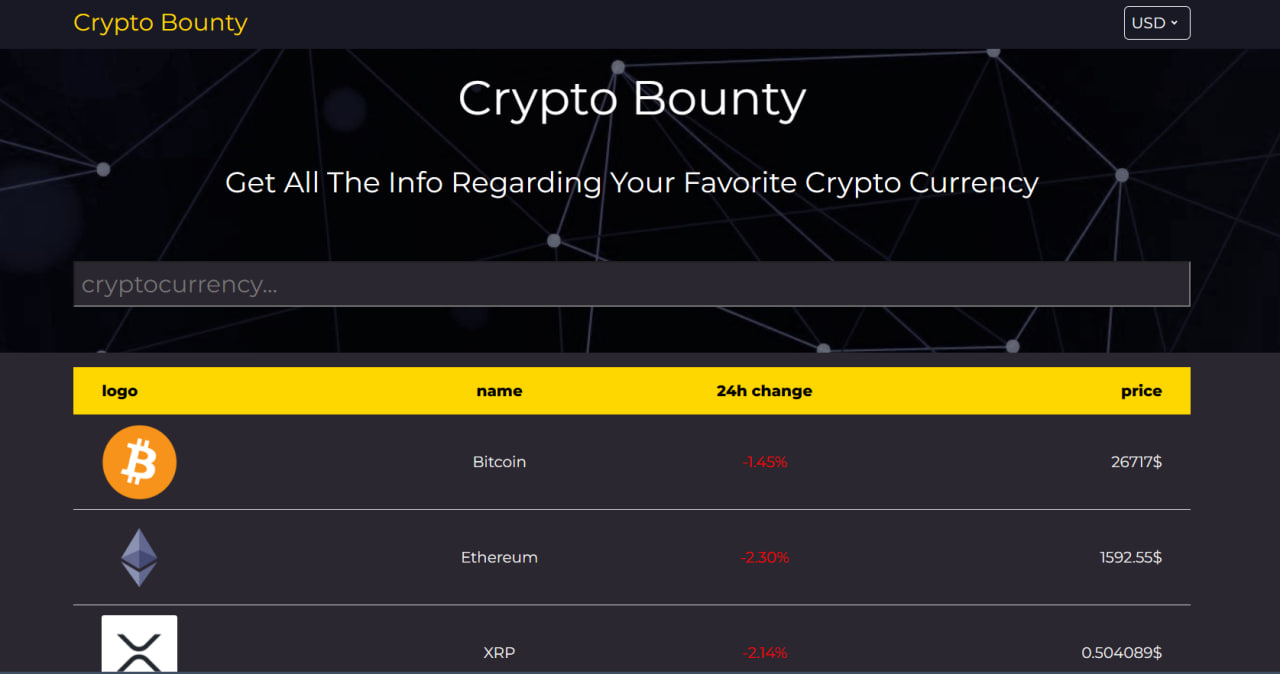 Crypto Bounty USD
Crypto Bounty
Get All The Info Regarding Your Favorite Crypto Currency
cryptocurrency...
logo name 24h change price
Bitcoin -1.45% 26717$
Ethereum -2.30% 1592.55$
XRP -2.14% 0.504089$